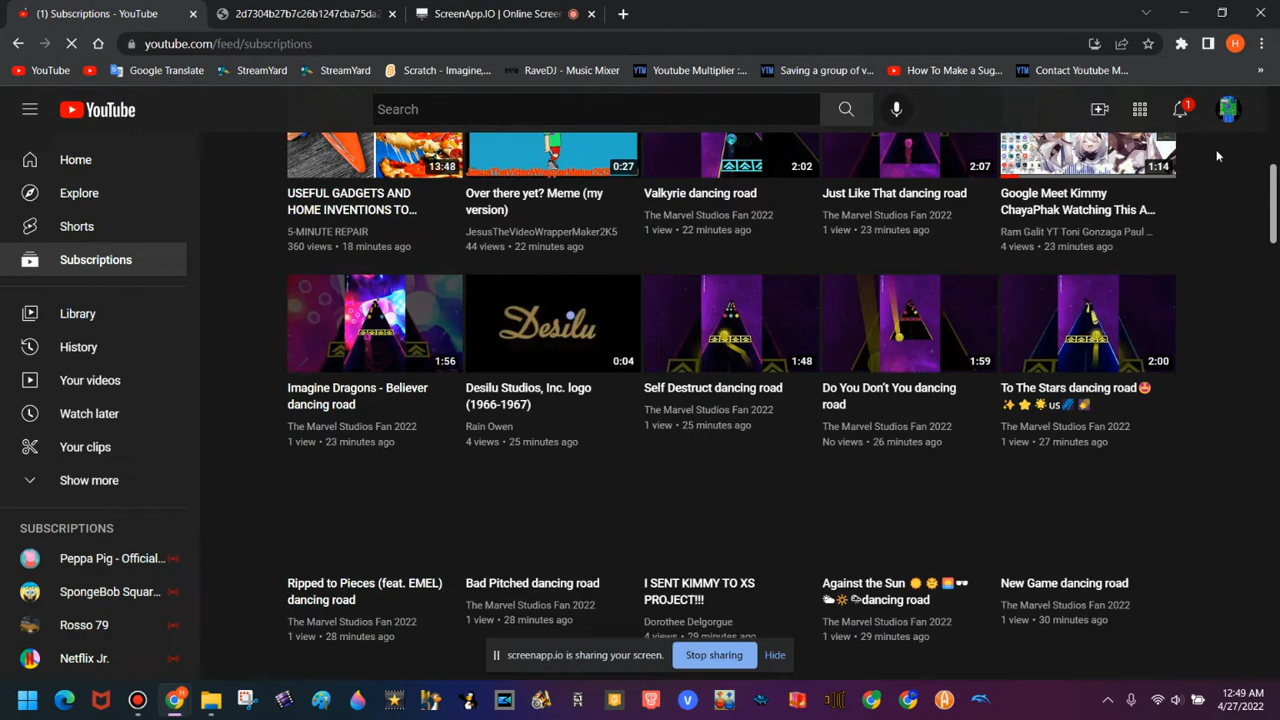 (1) Subscriptions - YouTube
2d7304b27b7c26b1247cba75da2
ScreenApp.IO | Online Screen
youtube.com/feed/subscriptions
H
YouTube
Google Translate
StreamYard
StreamYard
Scratch - Imagine,...
RaveDJ - Music Mixer
Youtube Multiplier :...
Saving a group of v...
How To Make a Sug...
Contact Youtube M...
YouTube
Search
1
Home
Explore
Shorts
Subscriptions
Library
History
Your videos
Watch later
Your clips
Show more
SUBSCRIPTIONS
Peppa Pig - Official...
SpongeBob Squar...
Rosso 79
Netflix Jr.
13:48
0:27
2:02
2:07
1:14
USEFUL GADGETS AND
HOME INVENTIONS TO...
5-MINUTE REPAIR
360 views • 18 minutes ago
Over there yet? Meme (my
version)
JesusTheVideoWrapperMaker2K5
44 views • 22 minutes ago
Valkyrie dancing road
The Marvel Studios Fan 2022
1 view • 22 minutes ago
Just Like That dancing road
The Marvel Studios Fan 2022
1 view • 23 minutes ago
Google Meet Kimmy
ChayaPhak Watching This A...
Ram Galit YT Toni Gonzaga Paul ...
4 views • 23 minutes ago
1:56
Desilu
0:04
1:48
1:59
2:00
Imagine Dragons - Believer
dancing road
The Marvel Studios Fan 2022
1 view • 23 minutes ago
Desilu Studios, Inc. logo
(1966-1967)
Rain Owen
4 views • 25 minutes ago
Self Destruct dancing road
The Marvel Studios Fan 2022
1 view • 25 minutes ago
Do You Don't You dancing
road
The Marvel Studios Fan 2022
No views • 26 minutes ago
To The Stars dancing road🤩
✨⭐🌟us🌌🌠
The Marvel Studios Fan 2022
1 view • 27 minutes ago
Ripped to Pieces (feat. EMEL)
dancing road
The Marvel Studios Fan 2022
1 view • 28 minutes ago
Bad Pitched dancing road
The Marvel Studios Fan 2022
1 view • 28 minutes ago
I SENT KIMMY TO XS
PROJECT!!!
Dorothee Delgorgue
4 views • 29 minutes ago
Against the Sun ☀️🌞🌅🕶️
🌥️🔆🌦️dancing road
The Marvel Studios Fan 2022
1 view • 29 minutes ago
New Game dancing road
The Marvel Studios Fan 2022
1 view • 30 minutes ago
screenapp.io is sharing your screen.
Stop sharing
Hide
12:49 AM
4/27/2022